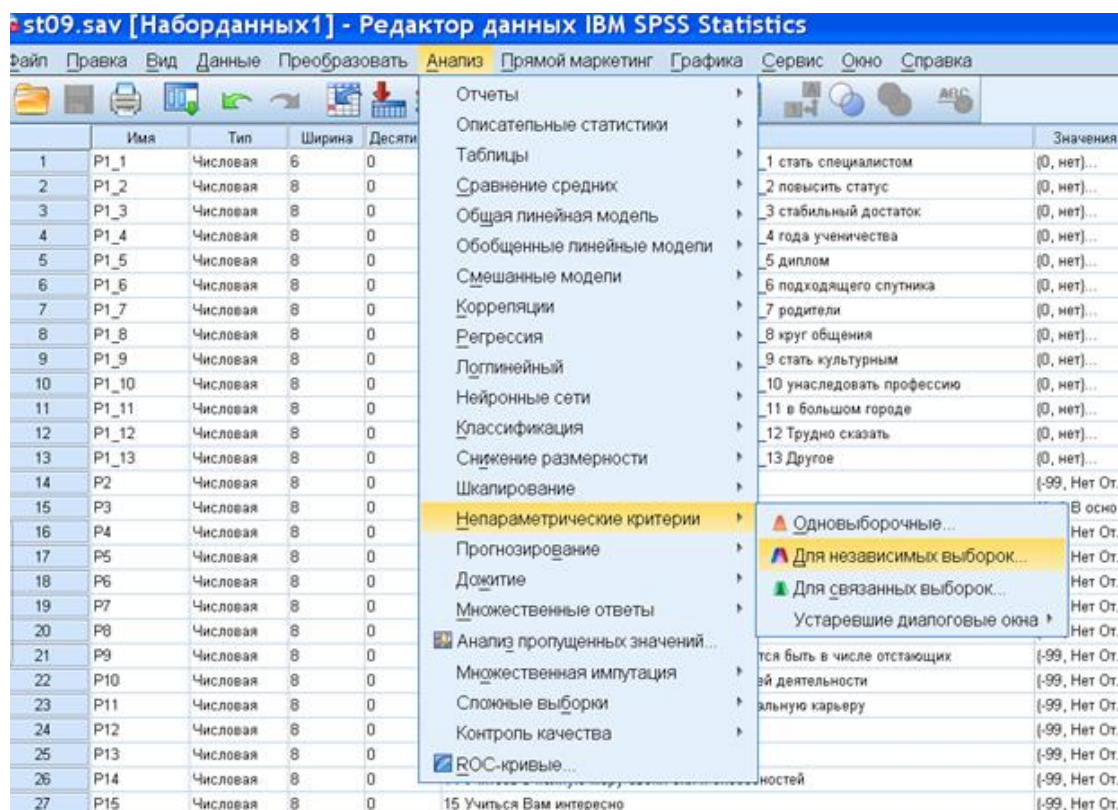 st09.sav [Наборданных1] - Редактор данных IBM SPSS Statistics
Файл Правка Вид Данные Преобразовать Анализ Прямой маркетинг Графика Сервис Окно Справка
Имя Тип Ширина Десяти Значения
1 P1_1 Числовая 6 0 _1 стать специалистом {0, нет}...
2 P1_2 Числовая 8 0 _2 повысить статус {0, нет}...
3 P1_3 Числовая 8 0 _3 стабильный достаток {0, нет}...
4 P1_4 Числовая 8 0 _4 года ученичества {0, нет}...
5 P1_5 Числовая 8 0 _5 диплом {0, нет}...
6 P1_6 Числовая 8 0 _6 подходящего спутника {0, нет}...
7 P1_7 Числовая 8 0 _7 родители {0, нет}...
8 P1_8 Числовая 8 0 _8 круг общения {0, нет}...
9 P1_9 Числовая 8 0 _9 стать культурным {0, нет}...
10 P1_10 Числовая 8 0 _10 унаследовать профессию {0, нет}...
11 P1_11 Числовая 8 0 _11 в большом городе {0, нет}...
12 P1_12 Числовая 8 0 _12 Трудно сказать {0, нет}...
13 P1_13 Числовая 8 0 _13 Другое {0, нет}...
14 P2 Числовая 8 0 {-99, Нет От.
15 P3 Числовая 8 0 В осно
16 P4 Числовая 8 0 Нет От.
17 P5 Числовая 8 0 Нет От.
18 P6 Числовая 8 0 Нет От.
19 P7 Числовая 8 0 Нет От.
20 P8 Числовая 8 0 Нет От.
21 P9 Числовая 8 0 тся быть в числе отстающих {-99, Нет От.
22 P10 Числовая 8 0 ей деятельности {-99, Нет От.
23 P11 Числовая 8 0 альную карьеру {-99, Нет От.
24 P12 Числовая 8 0 {-99, Нет От.
25 P13 Числовая 8 0 {-99, Нет От.
26 P14 Числовая 8 0 ностей {-99, Нет От.
27 P15 Числовая 8 0 15 Учиться Вам интересно {-99, Нет От.
Отчеты
Описательные статистики
Таблицы
Сравнение средних
Общая линейная модель
Обобщенные линейные модели
Смешанные модели
Корреляции
Регрессия
Логлинейный
Нейронные сети
Классификация
Снижение размерности
Шкалирование
Непараметрические критерии
Прогнозирование
Дожитие
Множественные ответы
Анализ пропущенных значений...
Множественная импутация
Сложные выборки
Контроль качества
ROC-кривые...
Одновыборочные...
Для независимых выборок...
Для связанных выборок...
Устаревшие диалоговые окна